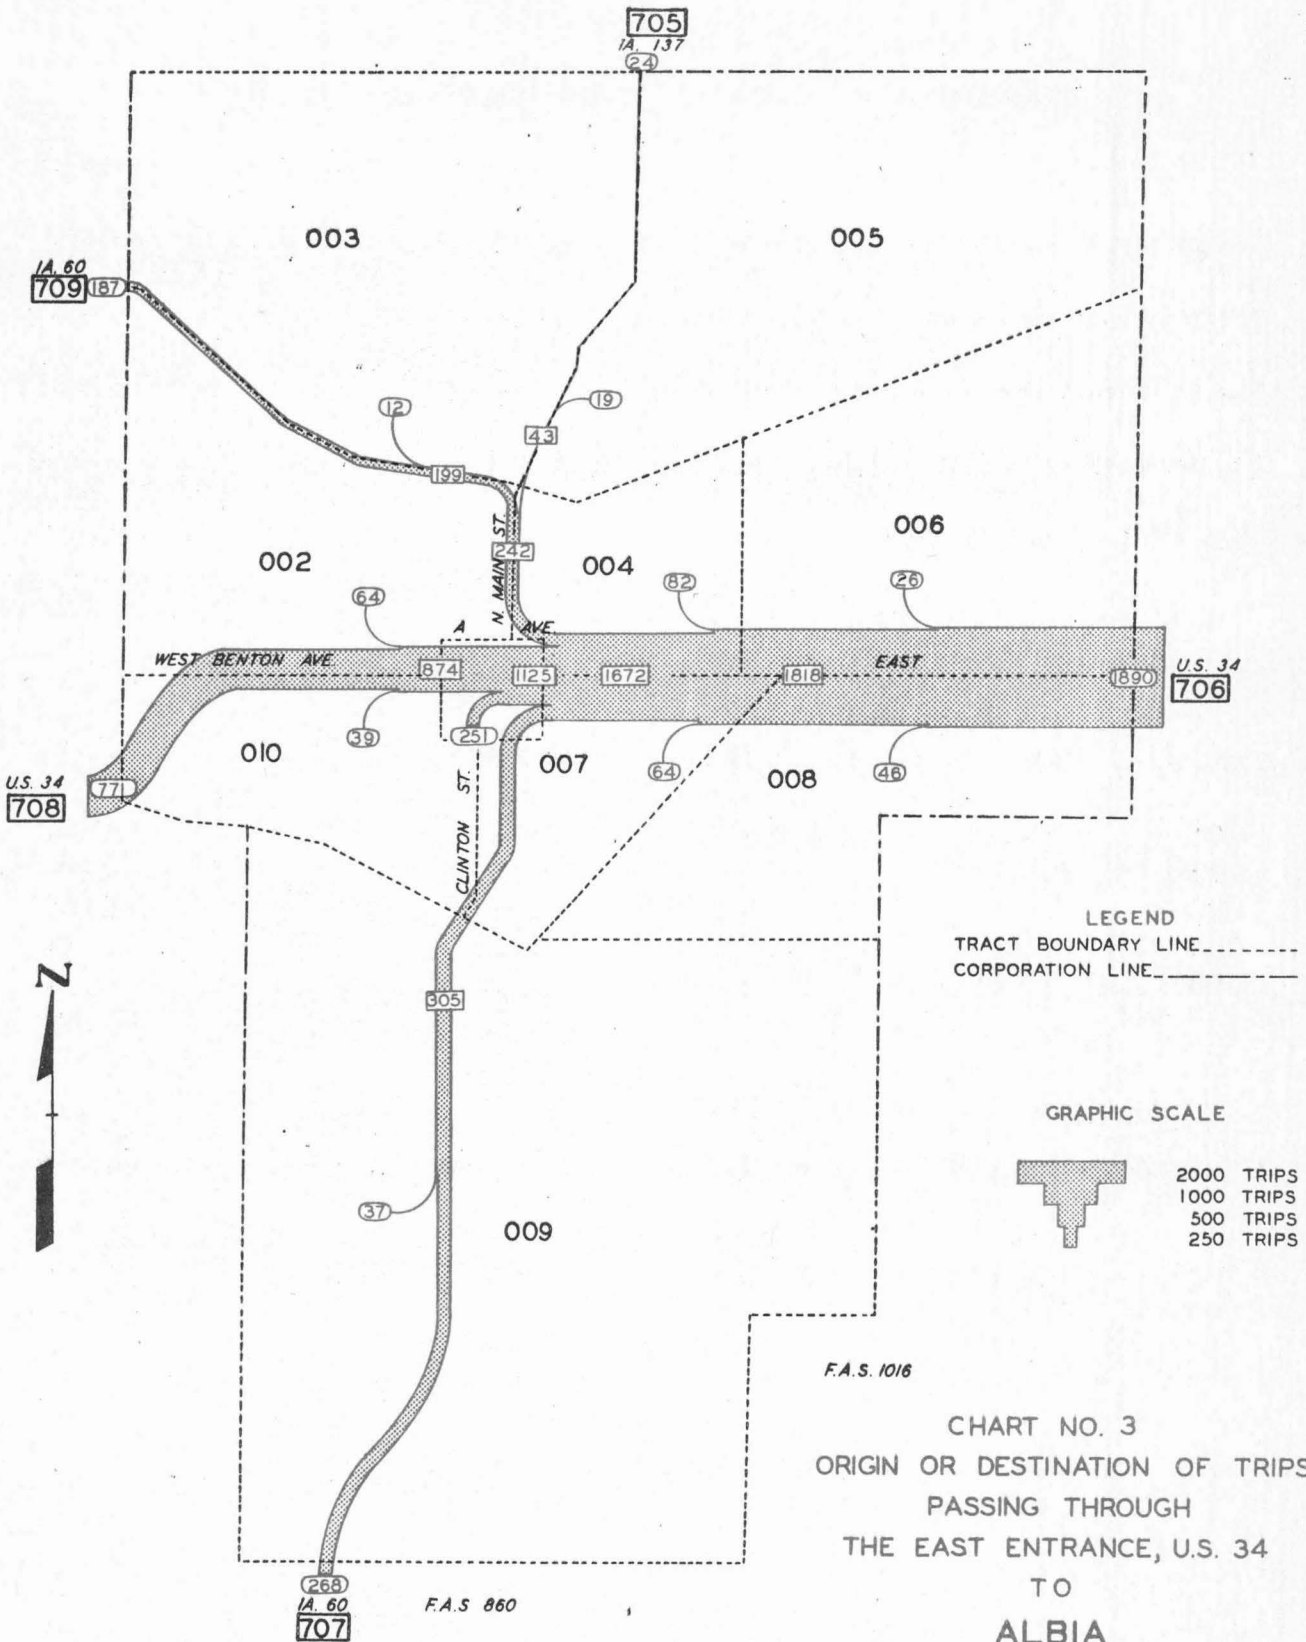 705
IA. 137
24
003
005
IA. 60
709
187
12
19
43
199
N. MAIN ST.
242
002
004
006
64
82
26
A AVE
WEST BENTON AVE.
874
1125
1672
1818
EAST
1890
U.S. 34
706
39
251
010
007
64
008
46
U.S. 34
708
771
CLINTON ST.
LEGEND
TRACT BOUNDARY LINE
CORPORATION LINE
N
305
GRAPHIC SCALE
2000 TRIPS
1000 TRIPS
500 TRIPS
250 TRIPS
37
009
F.A.S. 1016
CHART NO. 3
ORIGIN OR DESTINATION OF TRIPS
PASSING THROUGH
THE EAST ENTRANCE, U.S. 34
TO
ALBIA
268
IA. 60
707
F.A.S 860